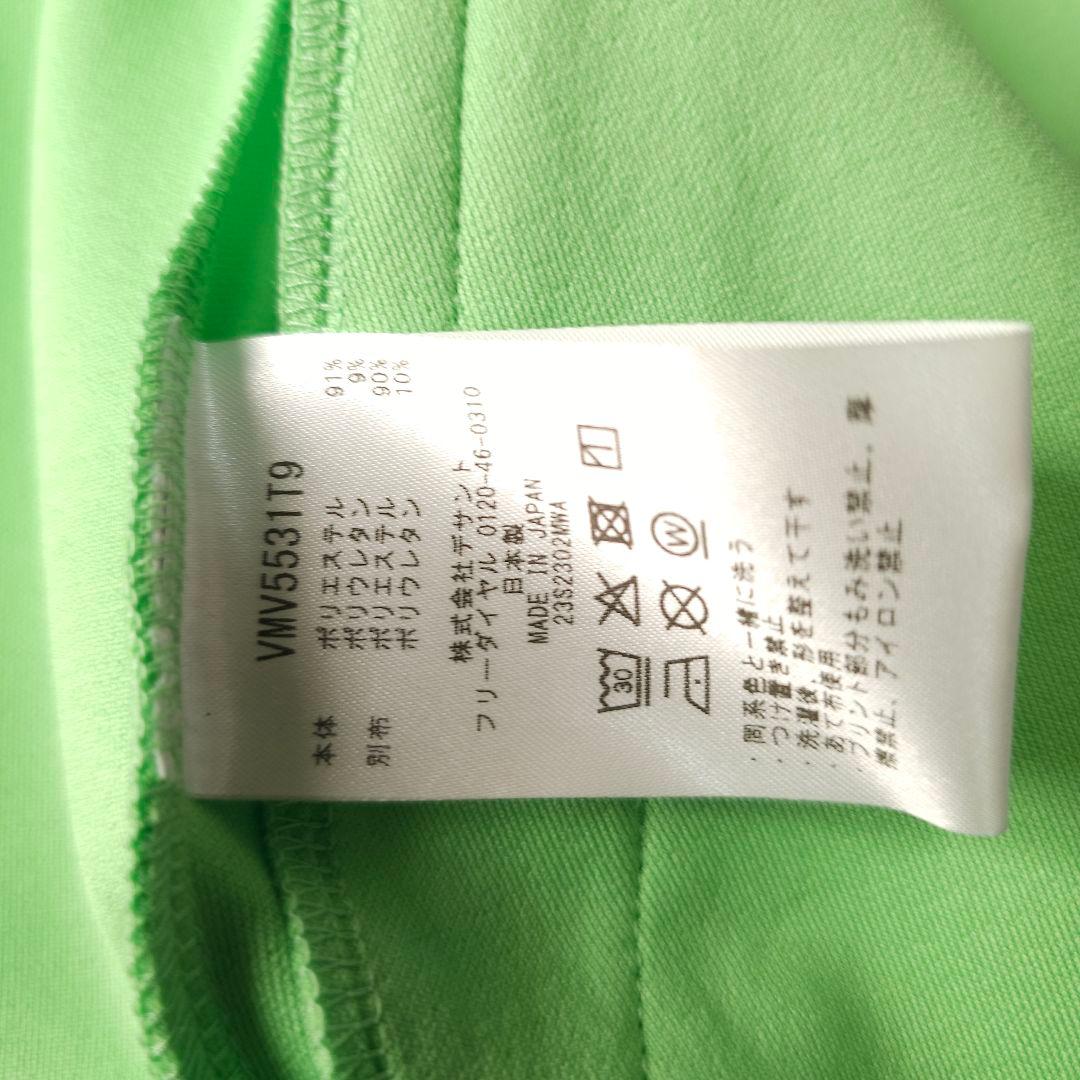 VMV5531T9
本体 ポリエステル 91%
ポリウレタン 9%
別布 ポリエステル 90%
ポリウレタン 10%
株式会社デサント
フリーダイヤル 0120-46-0310
日本製
MADE IN JAPAN
23S2302MWA
30
W
・同系色と一緒に洗う
・つけ置き禁止
・洗濯後、形を整えて干す
・あて布使用
・プリント部分もみ洗い禁止、摩
擦禁止、アイロン禁止